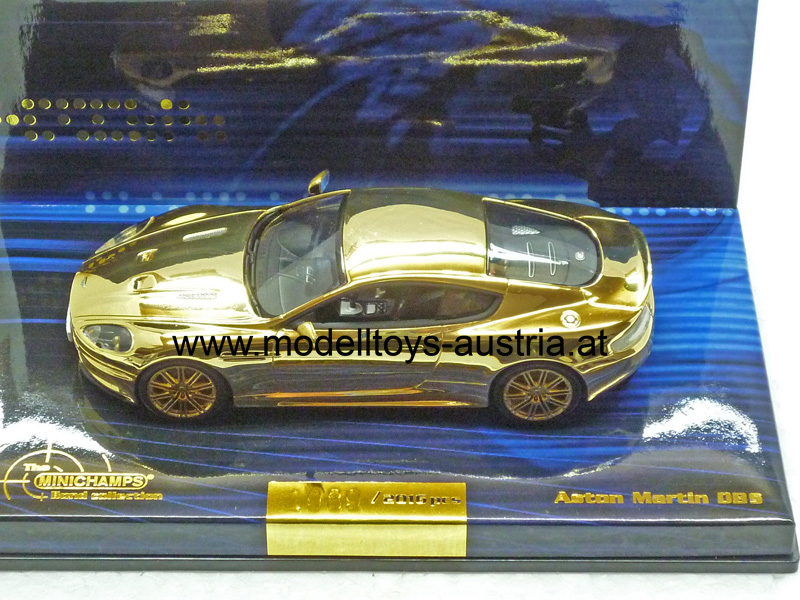 www.modelltoys-austria.at
The
MINICHAMPS®
Bond collection
/2016 pcs
Aston Martin DBS